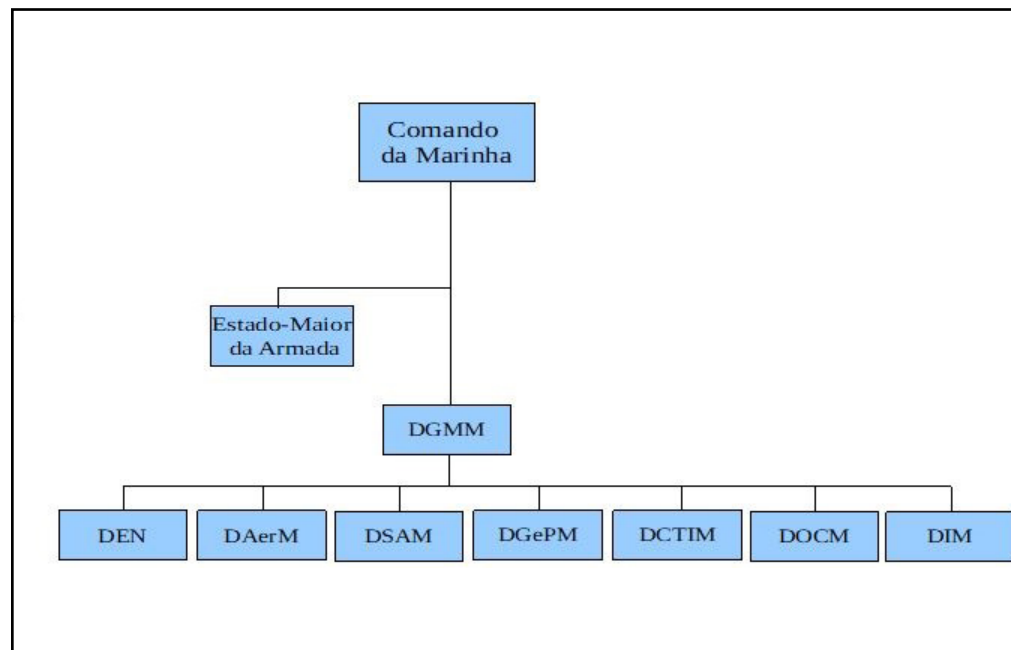 Comando
da Marinha
Estado-Maior
da Armada
DGMM
DEN
DAerM
DSAM
DGePM
DCTIM
DOCM
DIM